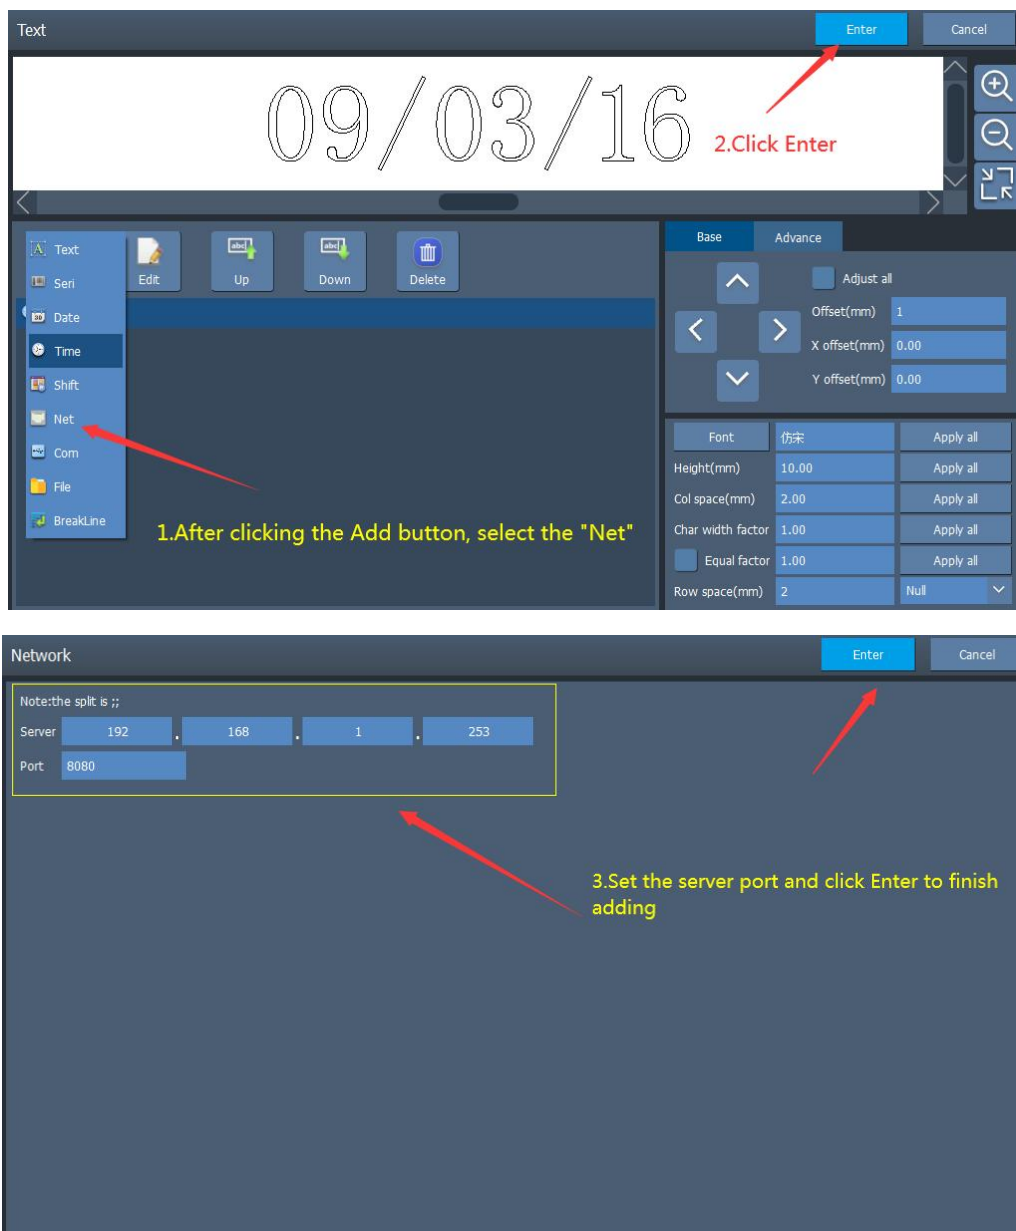 Text
Enter
Cancel
09/03/16
2.Click Enter
Text
Seri
Date
Time
Shift
Net
Com
File
BreakLine
Edit
Up
Down
Delete
1.After clicking the Add button, select the "Net"
Base
Advance
Adjust all
Offset(mm) 1
X offset(mm) 0.00
Y offset(mm) 0.00
Font 仿宋 Apply all
Height(mm) 10.00 Apply all
Col space(mm) 2.00 Apply all
Char width factor 1.00 Apply all
Equal factor 1.00 Apply all
Row space(mm) 2 Null
Network
Enter
Cancel
Note:the split is ;;
Server 192 . 168 . 1 . 253
Port 8080
3.Set the server port and click Enter to finish
adding